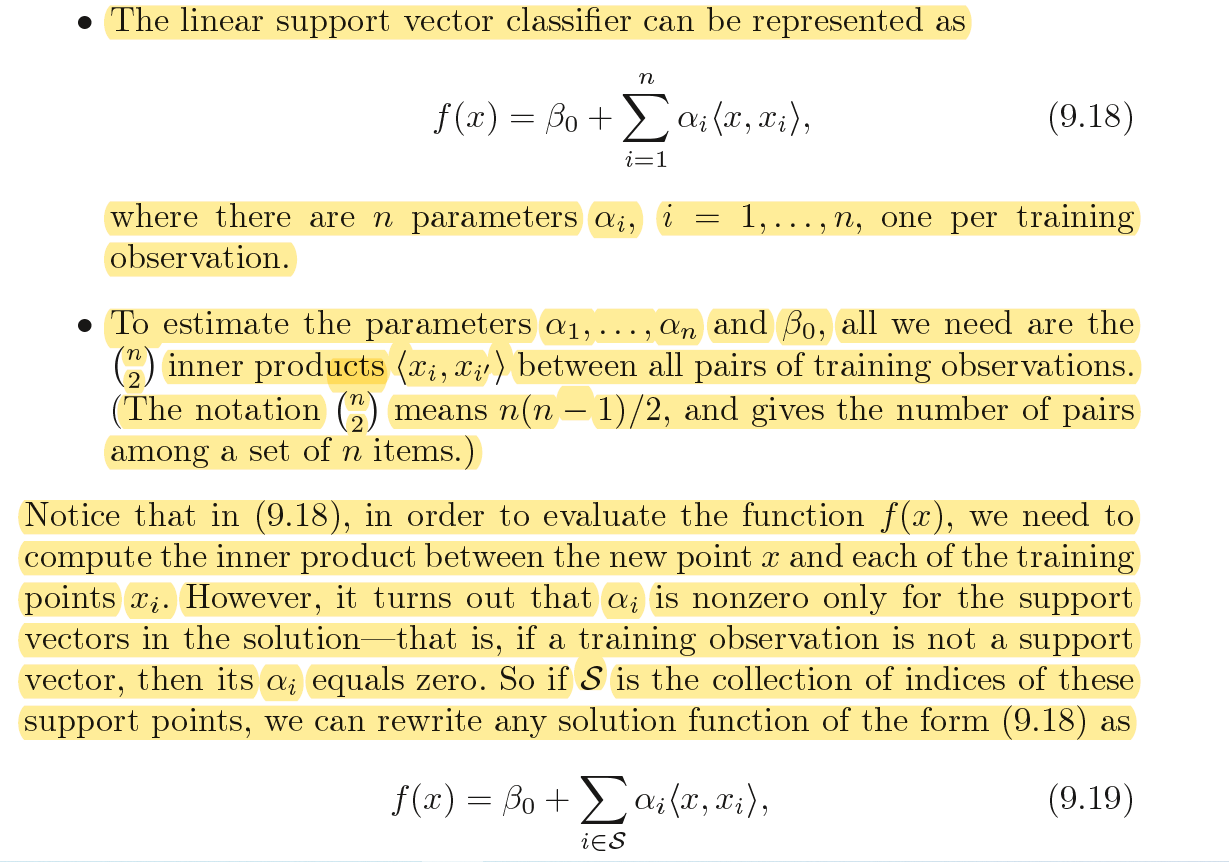 • The linear support vector classifier can be represented as
f(x) = β₀ + ∑ᵢ₌₁ⁿ αᵢ⟨x, xᵢ⟩, (9.18)
where there are n parameters αᵢ, i = 1, . . . , n, one per training
observation.
• To estimate the parameters α₁, . . . , αₙ and β₀, all we need are the
(n 2) inner products ⟨xᵢ, xᵢ′⟩ between all pairs of training observations.
(The notation (n 2) means n(n − 1)/2, and gives the number of pairs
among a set of n items.)
Notice that in (9.18), in order to evaluate the function f(x), we need to
compute the inner product between the new point x and each of the training
points xᵢ. However, it turns out that αᵢ is nonzero only for the support
vectors in the solution—that is, if a training observation is not a support
vector, then its αᵢ equals zero. So if 𝒮 is the collection of indices of these
support points, we can rewrite any solution function of the form (9.18) as
f(x) = β₀ + ∑ i∈𝒮 αᵢ⟨x, xᵢ⟩, (9.19)